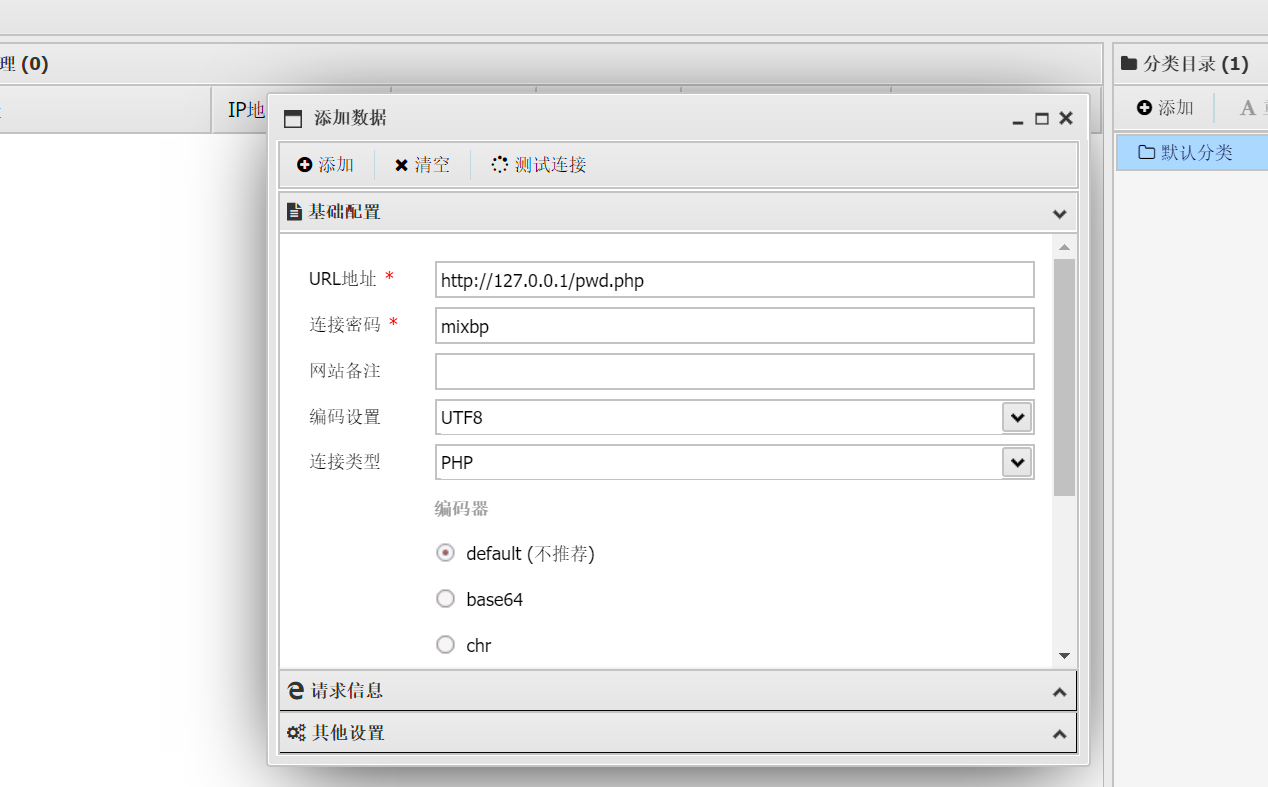 理 (0)
分类目录 (1)
IP地
添加数据
添加
A
添加
清空
测试连接
默认分类
基础配置
URL地址 *
http://127.0.0.1/pwd.php
连接密码 *
mixbp
网站备注
编码设置
UTF8
连接类型
PHP
编码器
default (不推荐)
base64
chr
请求信息
其他设置